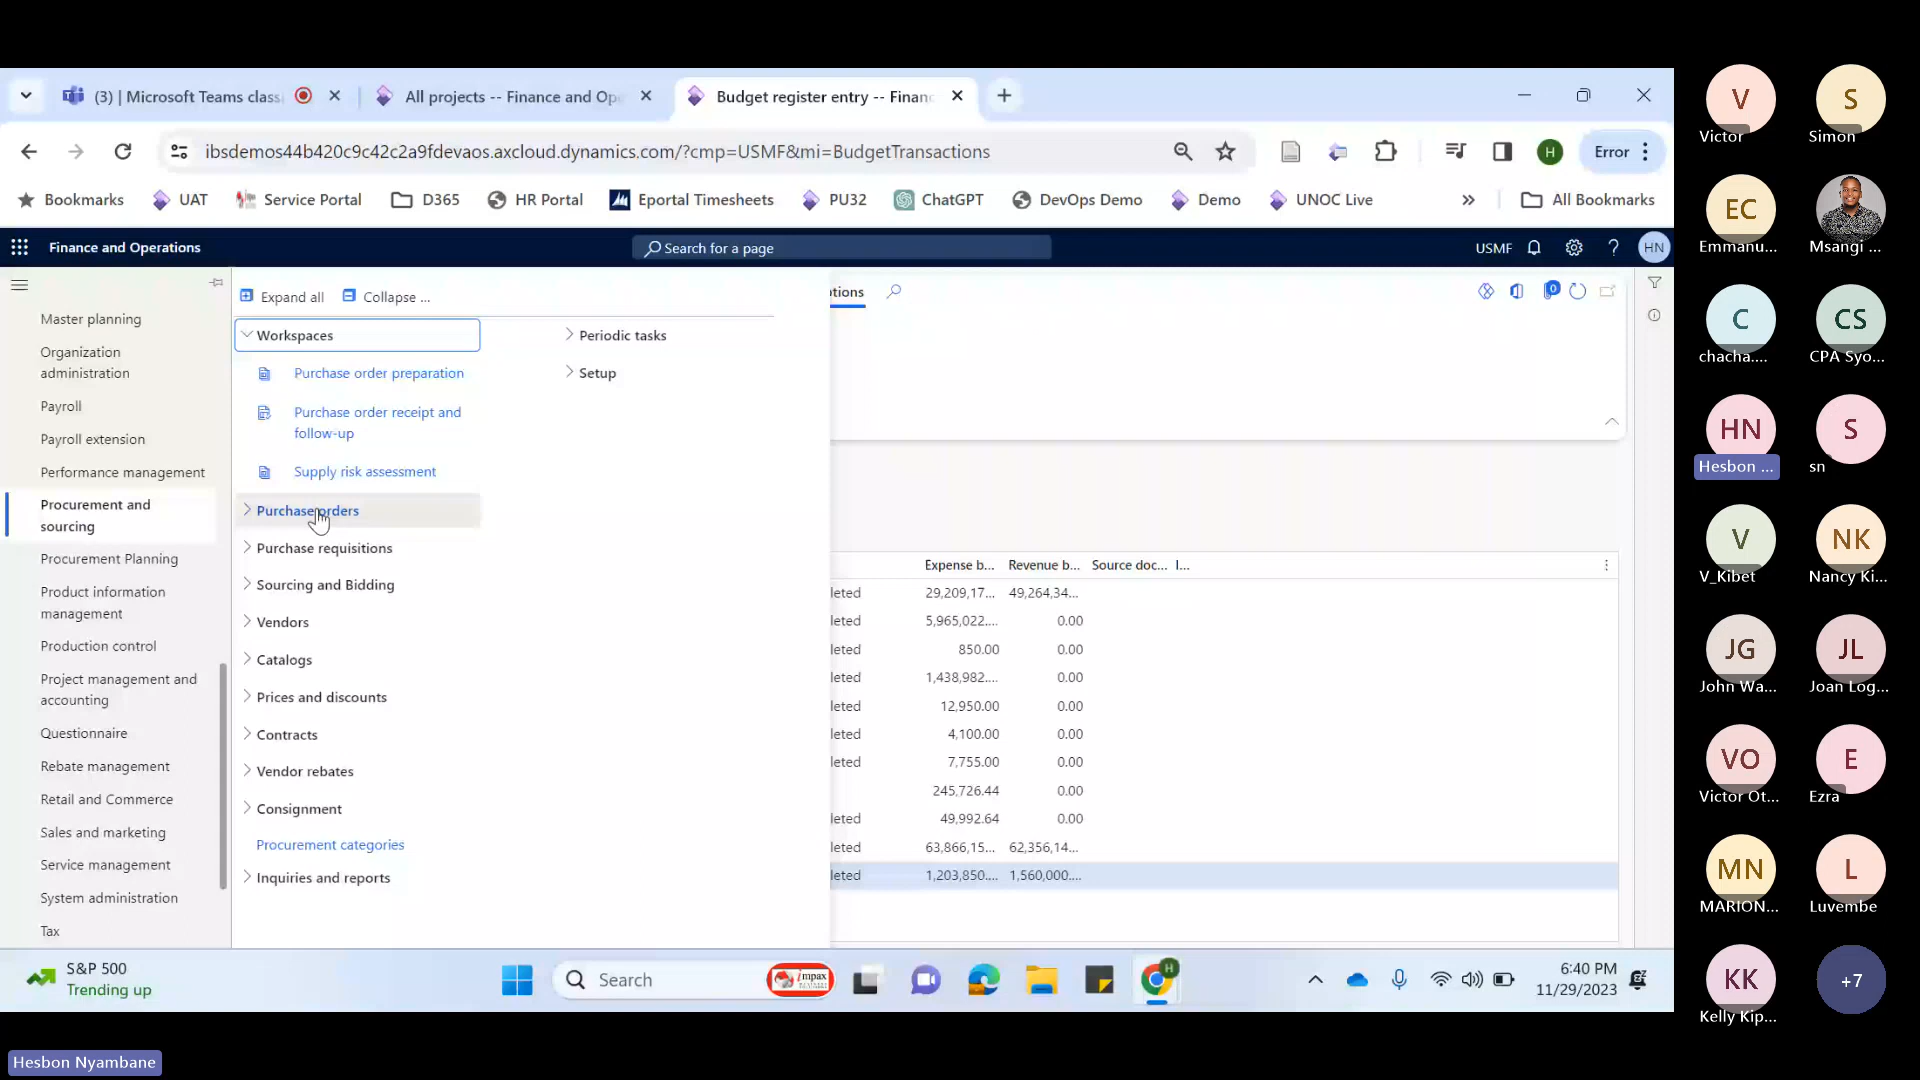 (3) | Microsoft Teams class
All projects -- Finance and Ope
Budget register entry -- Finan
ibsdemos44b420c9c42c2a9fdevaos.axcloud.dynamics.com/?cmp=USMF&mi=BudgetTransactions
H
Error
Bookmarks
UAT
Service Portal
D365
HR Portal
Eportal Timesheets
PU32
ChatGPT
DevOps Demo
Demo
UNOC Live
»
All Bookmarks
Finance and Operations
Search for a page
USMF
?
HN
Master planning
Organization
administration
Payroll
Payroll extension
Performance management
Procurement and
sourcing
Procurement Planning
Product information
management
Production control
Project management and
accounting
Questionnaire
Rebate management
Retail and Commerce
Sales and marketing
Service management
System administration
Tax
Expand all
Collapse ...
Workspaces
Purchase order preparation
Purchase order receipt and
follow-up
Supply risk assessment
Purchase orders
Purchase requisitions
Sourcing and Bidding
Vendors
Catalogs
Prices and discounts
Contracts
Vendor rebates
Consignment
Procurement categories
Inquiries and reports
Periodic tasks
Setup
tions
0
Expense b... Revenue b... Source doc... I...
leted 29,209,17... 49,264,34...
leted 5,965,022.... 0.00
leted 850.00 0.00
leted 1,438,982.... 0.00
leted 12,950.00 0.00
leted 4,100.00 0.00
leted 7,755.00 0.00
245,726.44 0.00
leted 49,992.64 0.00
leted 63,866,15... 62,356,14...
leted 1,203,850.... 1,560,000....
S&P 500
Trending up
Search
impax
H
6:40 PM
11/29/2023
V
Victor
S
Simon
EC
Emmanu...
Msangi ...
C
chacha....
CS
CPA Syo...
HN
Hesbon ...
S
sn
V
V_Kibet
NK
Nancy Ki...
JG
John Wa...
JL
Joan Log...
VO
Victor Ot...
E
Ezra
MN
MARION...
L
Luvembe
KK
Kelly Kip...
+7
Hesbon Nyambane